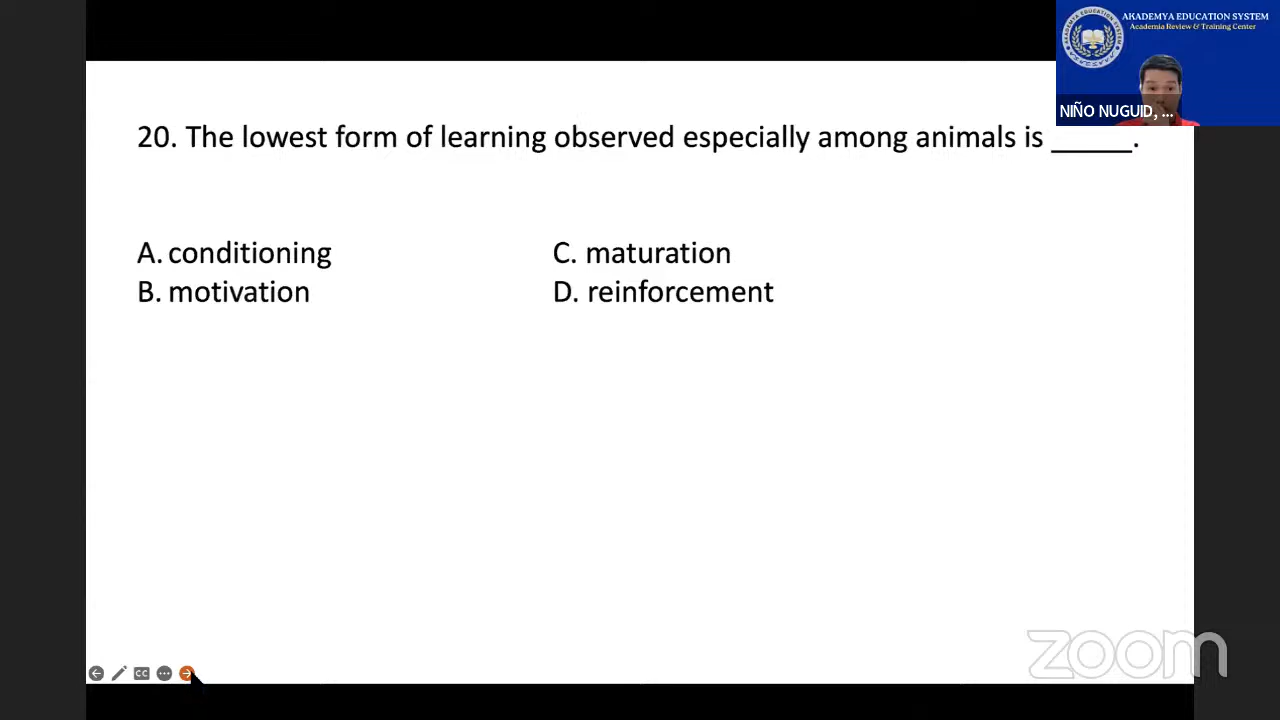 AKADEMYA EDUCATION SYSTEM
Academia Review & Training Center
NIÑO NUGUID, ...
20. The lowest form of learning observed especially among animals is ______.
A. conditioning
C. maturation
B. motivation
D. reinforcement
CC
zoom